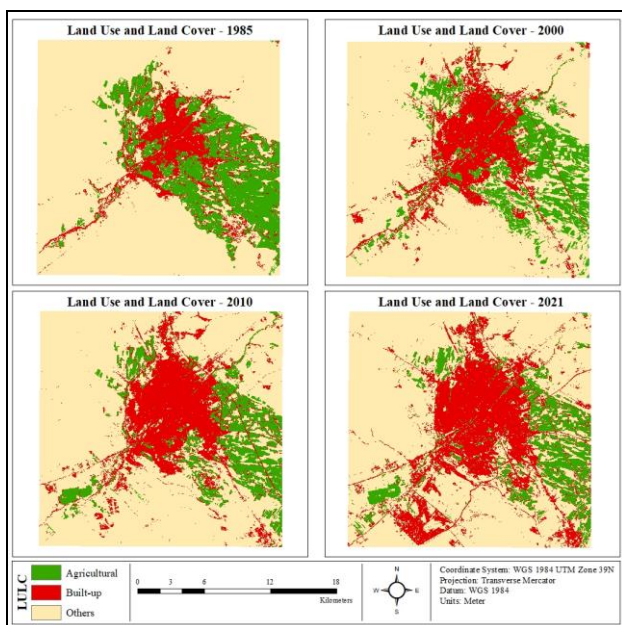 Land Use and Land Cover - 1985
Land Use and Land Cover - 2000
Land Use and Land Cover - 2010
Land Use and Land Cover - 2021
LULC
Agricultural
Built-up
Others
0 3 6 12 18
Kilometers
N
W E
S
Coordinate System: WGS 1984 UTM Zone 39N
Projection: Transverse Mercator
Datum: WGS 1984
Units: Meter